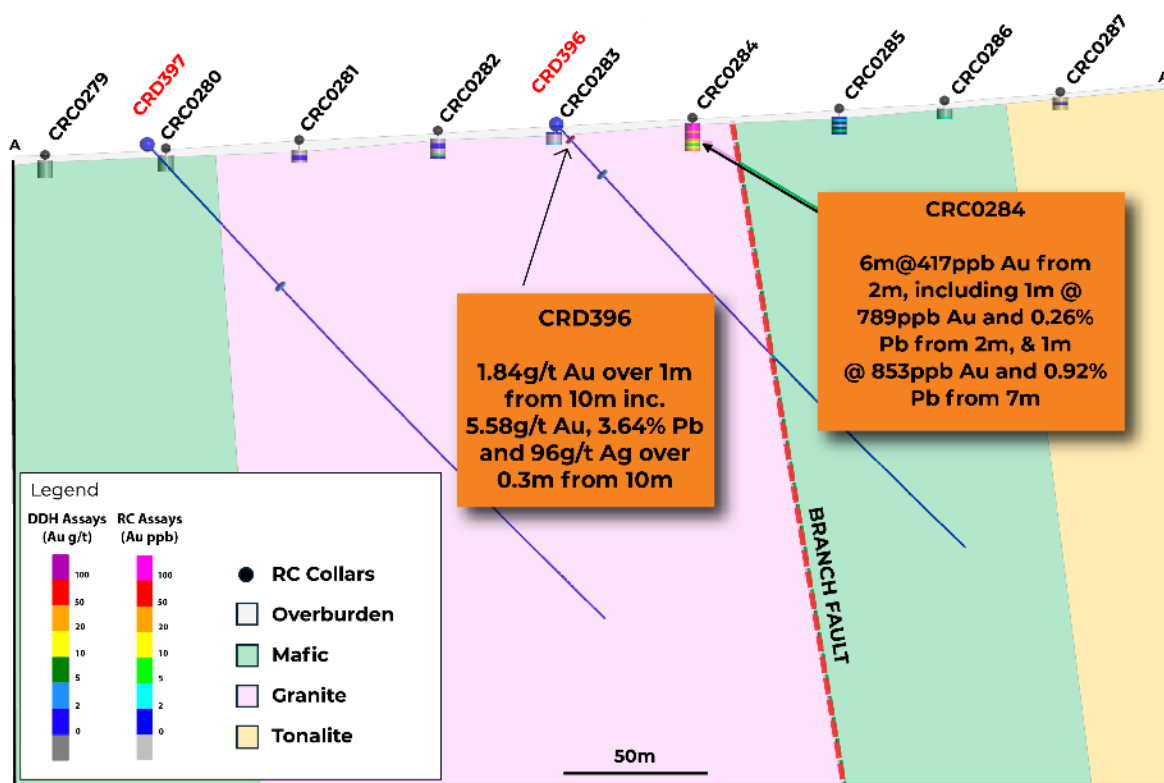 CRC0279
CRD397
CRC0280
CRC0281
CRC0282
CRD396
CRC0283
CRC0284
CRC0285
CRC0286
CRC0287
A
A'
CRC0284
6m@417ppb Au from
2m, including 1m @
789ppb Au and 0.26%
Pb from 2m, & 1m
@ 853ppb Au and 0.92%
Pb from 7m
CRD396
1.84g/t Au over 1m
from 10m inc.
5.58g/t Au, 3.64% Pb
and 96g/t Ag over
0.3m from 10m
BRANCH FAULT
Legend
DDH Assays
(Au g/t)
100
50
20
10
5
2
0
RC Assays
(Au ppb)
100
50
20
10
5
2
0
RC Collars
Overburden
Mafic
Granite
Tonalite
50m